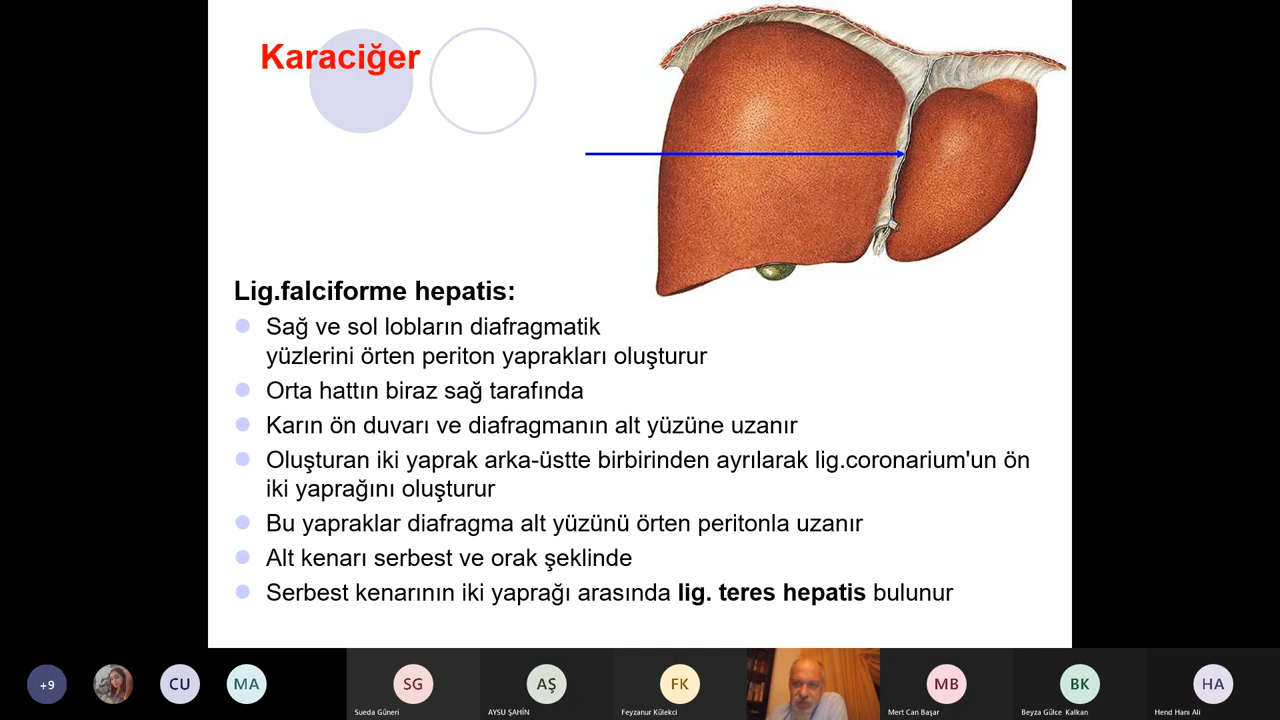 Karaciğer
Lig.falciforme hepatis:
Sağ ve sol lobların diafragmatik
yüzlerini örten periton yaprakları oluşturur
Orta hattın biraz sağ tarafında
Karın ön duvarı ve diafragmanın alt yüzüne uzanır
Oluşturan iki yaprak arka-üstte birbirinden ayrılarak lig.coronarium'un ön
iki yaprağını oluşturur
Bu yapraklar diafragma alt yüzünü örten peritonla uzanır
Alt kenarı serbest ve orak şeklinde
Serbest kenarının iki yaprağı arasında lig. teres hepatis bulunur
+9
CU
MA
SG
AŞ
FK
MB
BK
HA
Sueda Güneri
AYSU ŞAHİN
Feyzanur Külekci
Mert Can Başar
Beyza Gülce Kalkan
Hend Hanı Ali